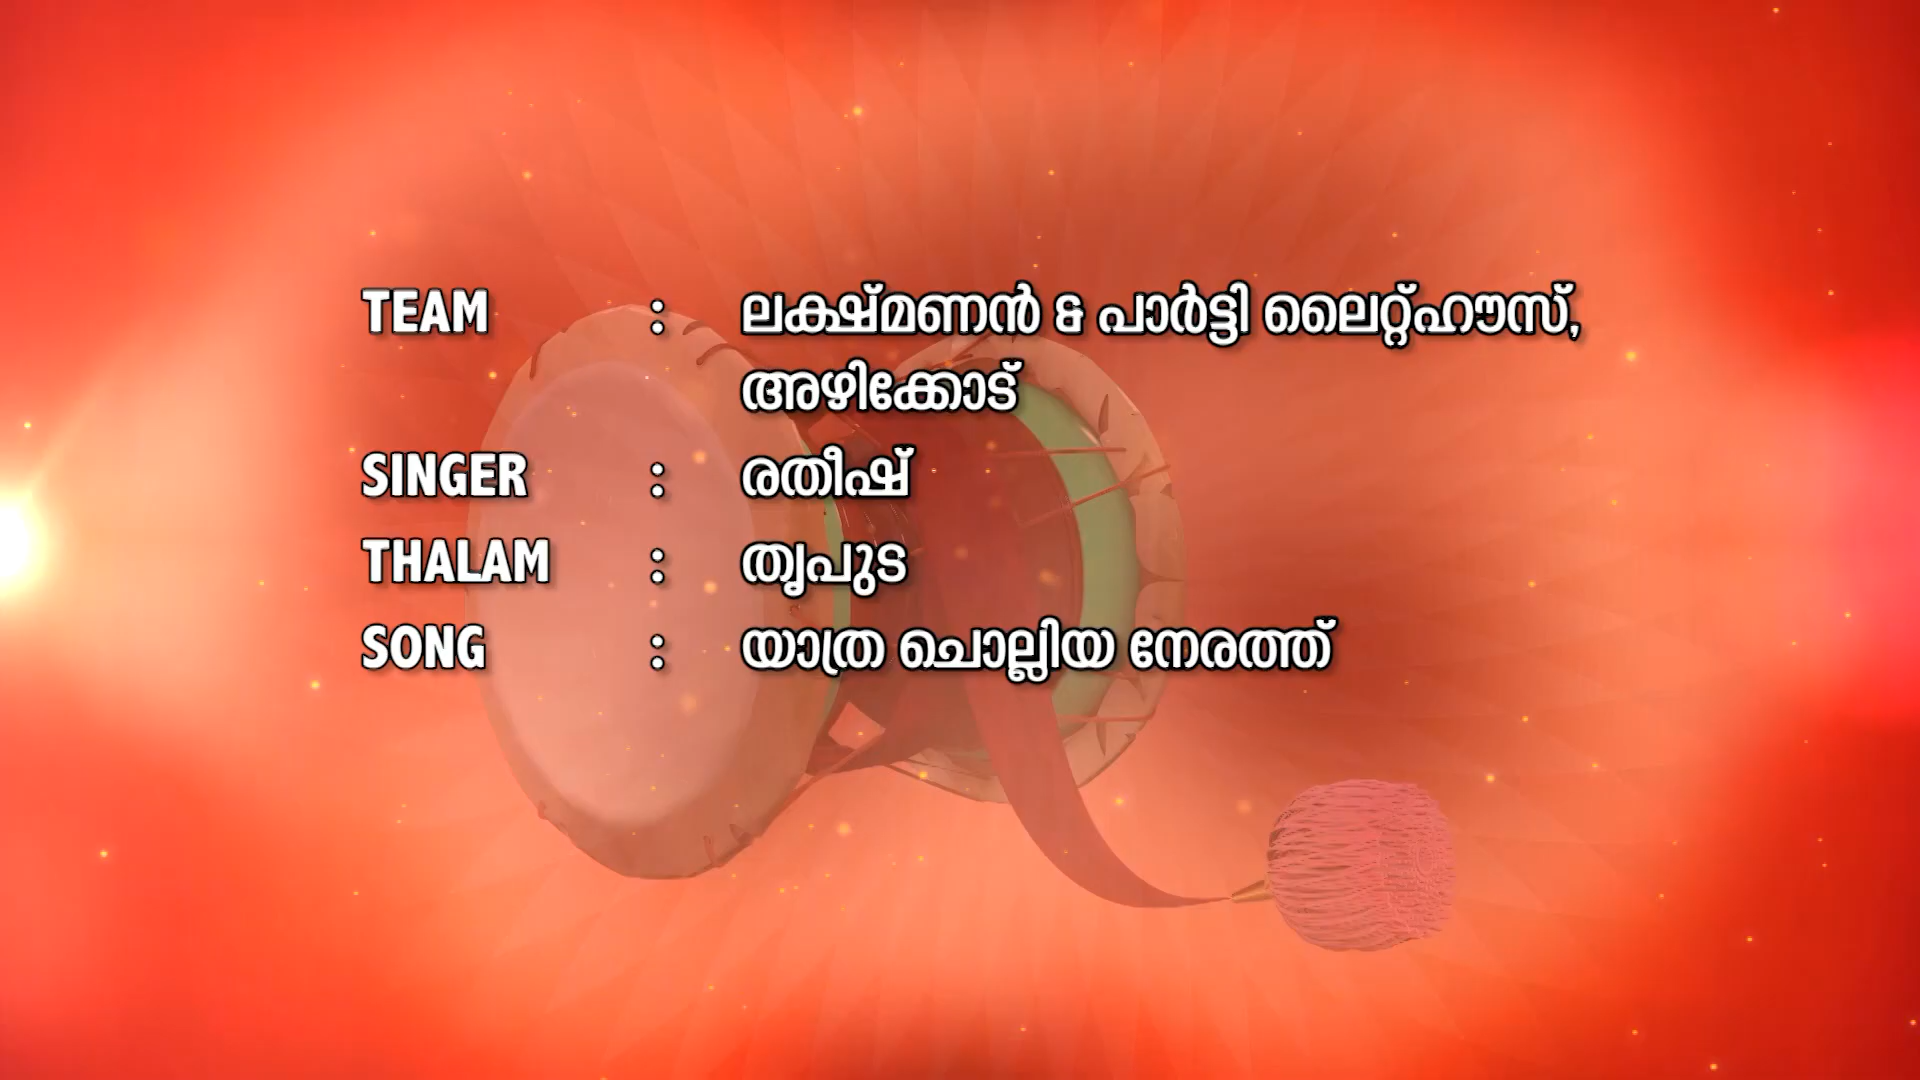 TEAM : ലക്ഷ്മണൻ & പാർട്ടി ലൈറ്റ്ഹൗസ്,
അഴിക്കോട്
SINGER : രതീഷ്
THALAM : തൃപുട
SONG : യാത്ര ചൊല്ലിയ നേരത്ത്